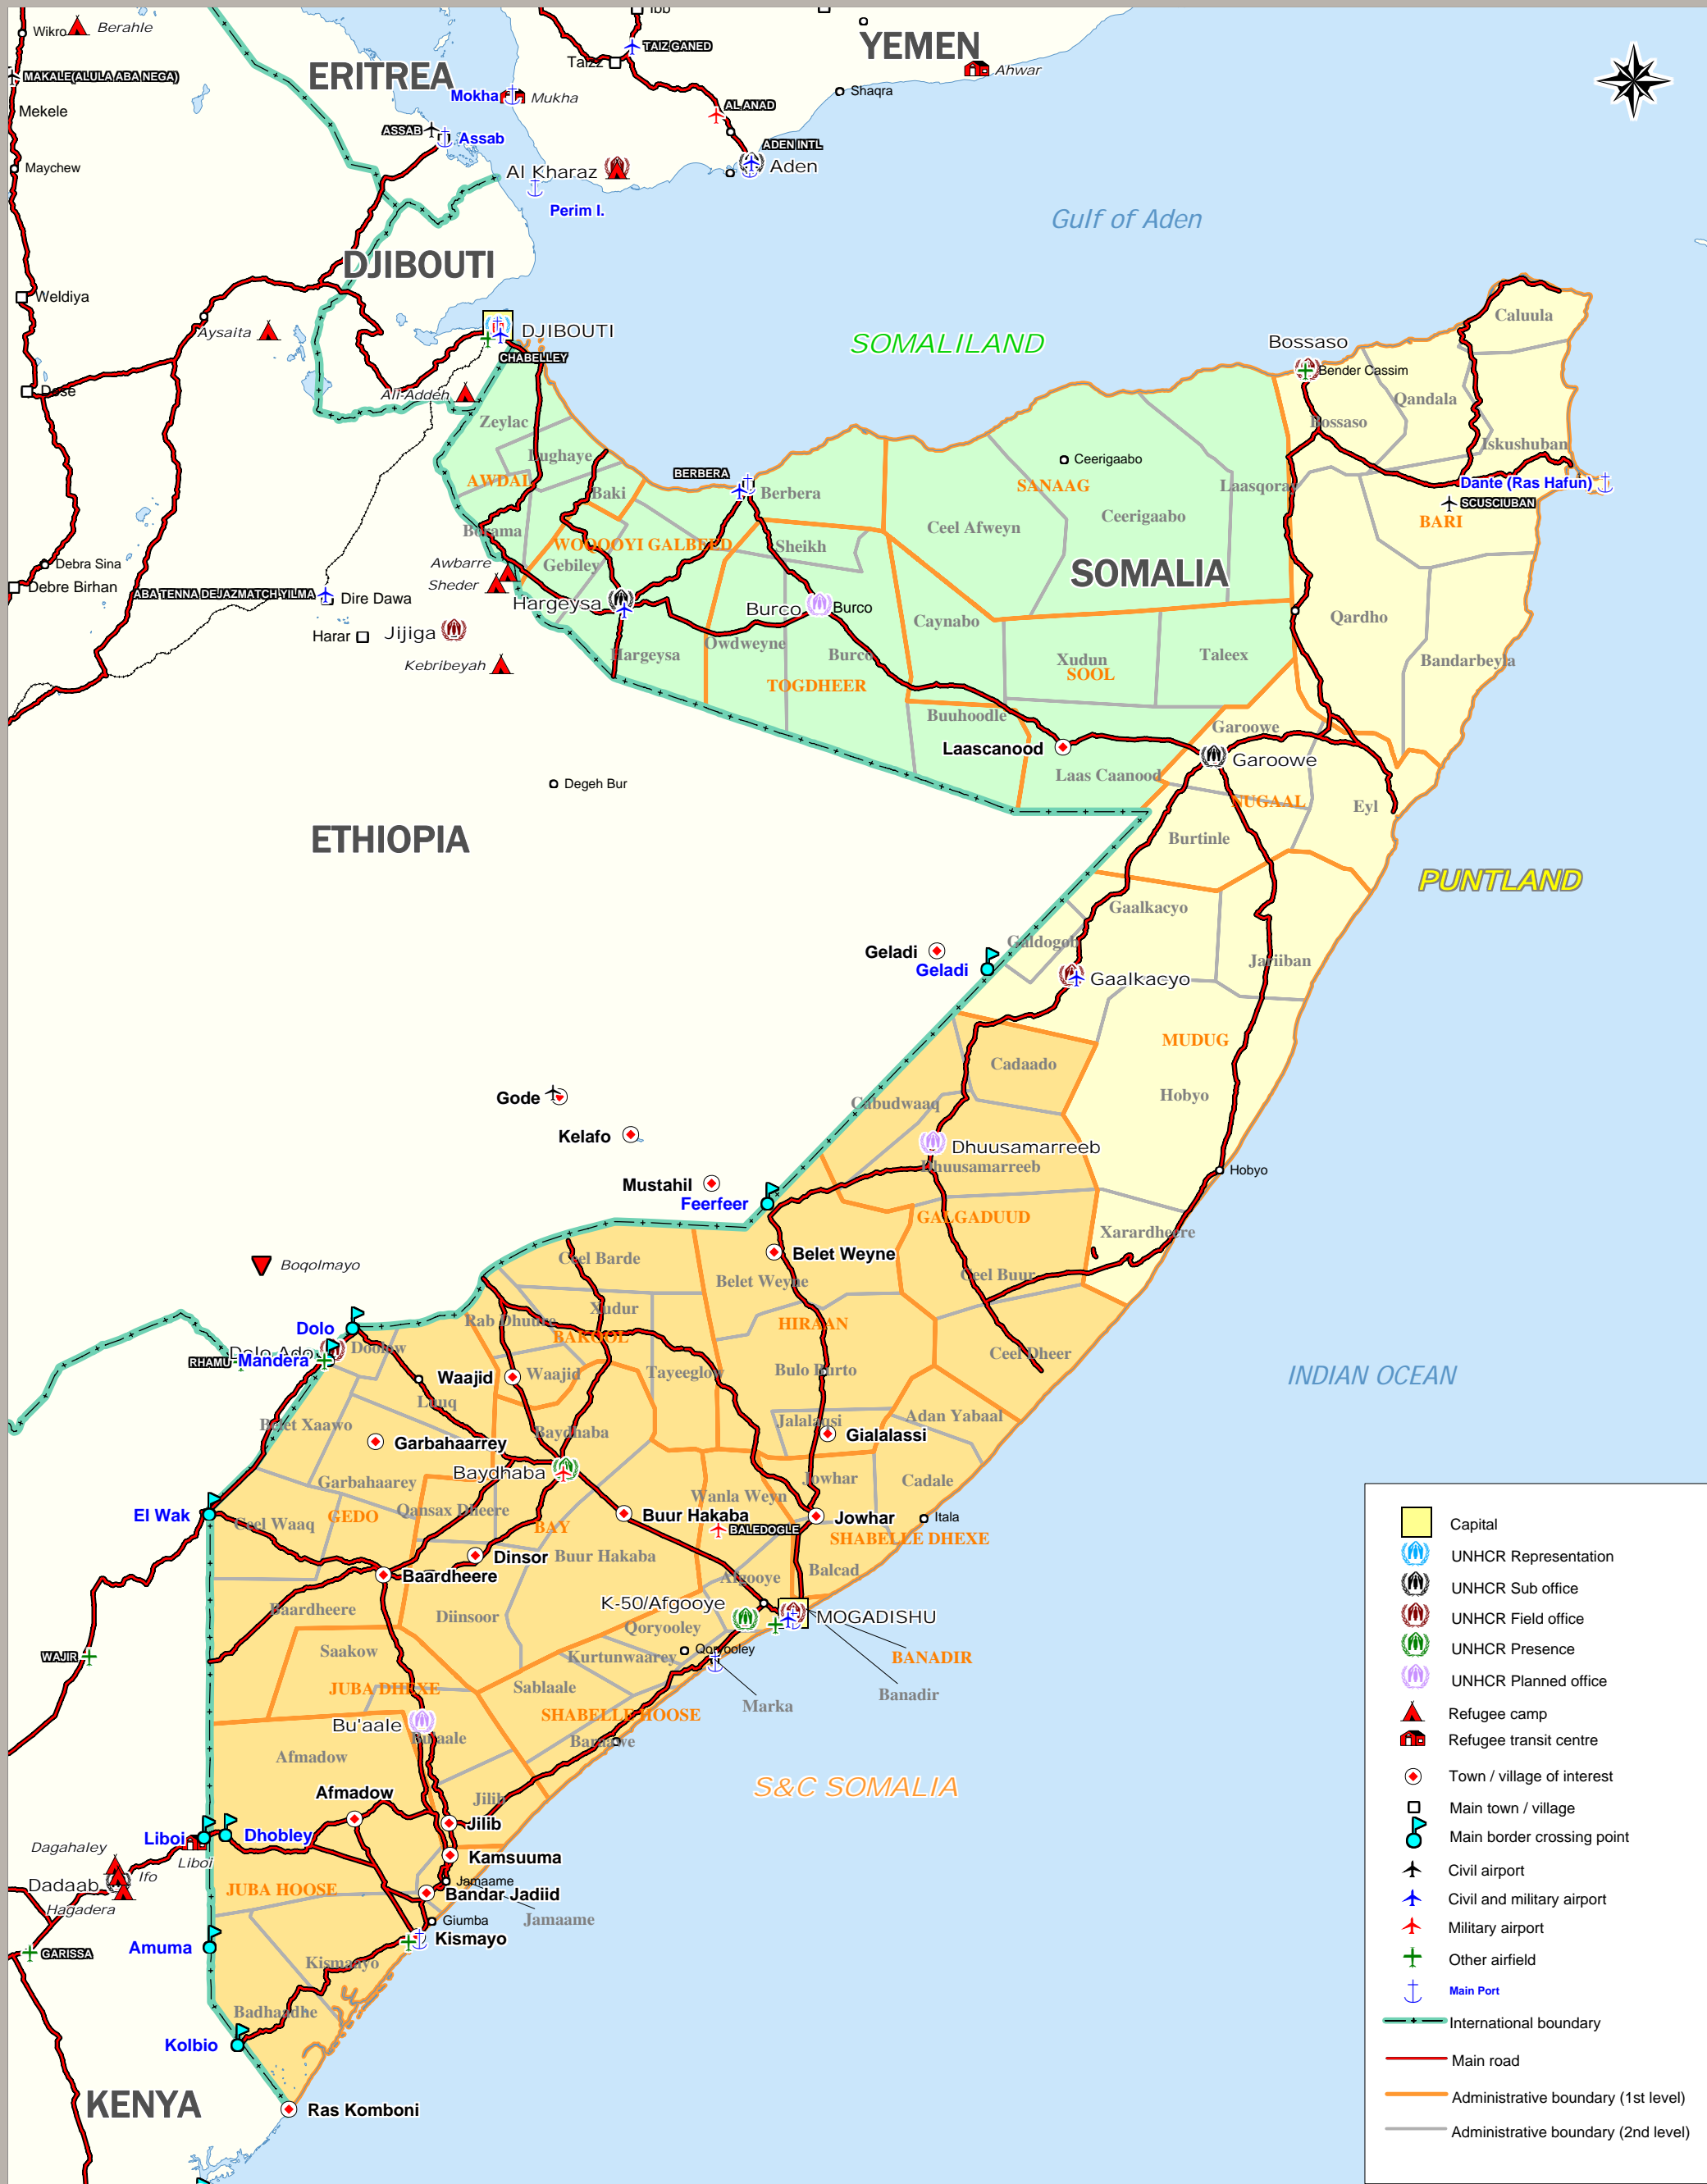 Ibb
Wikro
Berahle
YEMEN
TAIZ GANED
Taizz
ERITREA
MAKALE(ALULA ABA NEGA)
Ahwar
Mokha
Mukha
Shaqra
Mekele
AL ANAD
ASSAB
Assab
ADEN INTL
Aden
Maychew
Al Kharaz
Perim I.
Gulf of Aden
DJIBOUTI
Weldiya
Caluula
Aysaita
DJIBOUTI
SOMALILAND
Bossaso
CHABELLEY
Bender Cassim
Dese
Ali-Addeh
Qandala
Zeylac
Bossaso
Iskushuban
Lughaye
Ceerigaabo
BERBERA
AWDAL
SANAAG
Laasqoray
Dante (Ras Hafun)
Baki
Berbera
SCUSCIUBAN
Ceerigaabo
BARI
Ceel Afweyn
Borama
WOQOOYI GALBEED
Sheikh
Debra Sina
Awbarre
Gebiley
SOMALIA
Debre Birhan
Sheder
ABA TENNA DEJAZMATCH YILMA
Dire Dawa
Hargeysa
Burco
Burco
Qardho
Caynabo
Harar
Jijiga
Owdweyne
Hargeysa
Burco
Xudun
Taleex
Bandarbeyla
Kebribeyah
SOOL
TOGDHEER
Buuhoodle
Garoowe
Laascanood
Garoowe
Laas Caanood
Degeh Bur
NUGAAL
Eyl
ETHIOPIA
Burtinle
PUNTLAND
Gaalkacyo
Galdogob
Geladi
Geladi
Jariiban
Gaalkacyo
MUDUG
Cadaado
Hobyo
Gode
Cabudwaaq
Kelafo
Dhuusamarreeb
Dhuusamarreeb
Hobyo
Mustahil
Feerfeer
GALGADUUD
Xarardheere
Belet Weyne
Ceel Barde
Boqolmayo
Belet Weyne
Ceel Buur
Xudur
Rab Dhuure
HIRAAN
Dolo
BAKOOL
Doolow
Dolo Ado
Ceel Dheer
RHAMU
Mandera
Waajid
Waajid
Tayeeglow
Bulo Burto
INDIAN OCEAN
Luuq
Belet Xaawo
Jalalaqsi
Adan Yabaal
Baydhaba
Gialalassi
Garbahaarrey
Baydhaba
Garbahaarey
Jowhar
Cadale
Wanla Weyn
Qansax Dheere
El Wak
GEDO
Ceel Waaq
BAY
Buur Hakaba
BALEDOGLE
Jowhar
Itala
SHABELLE DHEXE
Dinsor
Buur Hakaba
Balcad
Baardheere
Afgooye
K-50/Afgooye
Baardheere
Diinsoor
MOGADISHU
Qoryooley
Saakow
Qoryooley
WAJIR
Kurtunwaarey
BANADIR
JUBA DHEXE
Sablaale
Banadir
Marka
SHABELLE HOOSE
Bu'aale
Bu'aale
Baraawe
Afmadow
S&C SOMALIA
Afmadow
Jilib
Jilib
Liboi
Dhobley
Dagahaley
Liboi
Kamsuuma
Ifo
Dadaab
Jamaame
JUBA HOOSE
Bandar Jadiid
Hagadera
Giumba
Jamaame
Kismayo
Amuma
GARISSA
Kismaayo
Badhaadhe
Kolbio
KENYA
Ras Komboni
Capital
UNHCR Representation
UNHCR Sub office
UNHCR Field office
UNHCR Presence
UNHCR Planned office
Refugee camp
Refugee transit centre
Town / village of interest
Main town / village
Main border crossing point
Civil airport
Civil and military airport
Military airport
Other airfield
Main Port
International boundary
Main road
Administrative boundary (1st level)
Administrative boundary (2nd level)